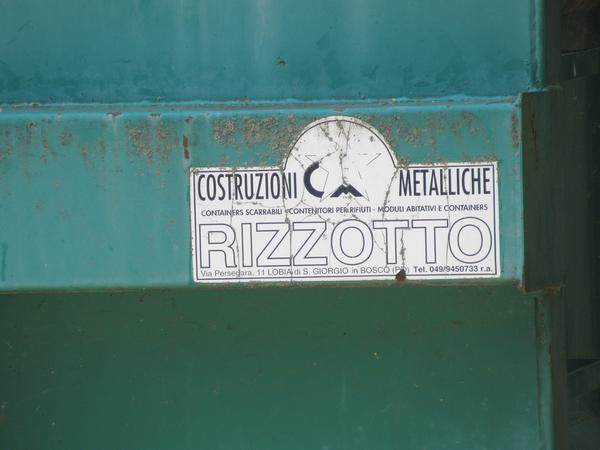 COSTRUZIONI CM METALLICHE
CONTAINERS SCARRABILI - CONTENITORI PER RIFIUTI - MODULI ABITATIVI E CONTAINERS
RIZZOTTO
Via Persegara, 11 LOBIA di S. GIORGIO in BOSCO (PD) Tel. 049/9450733 r.a.